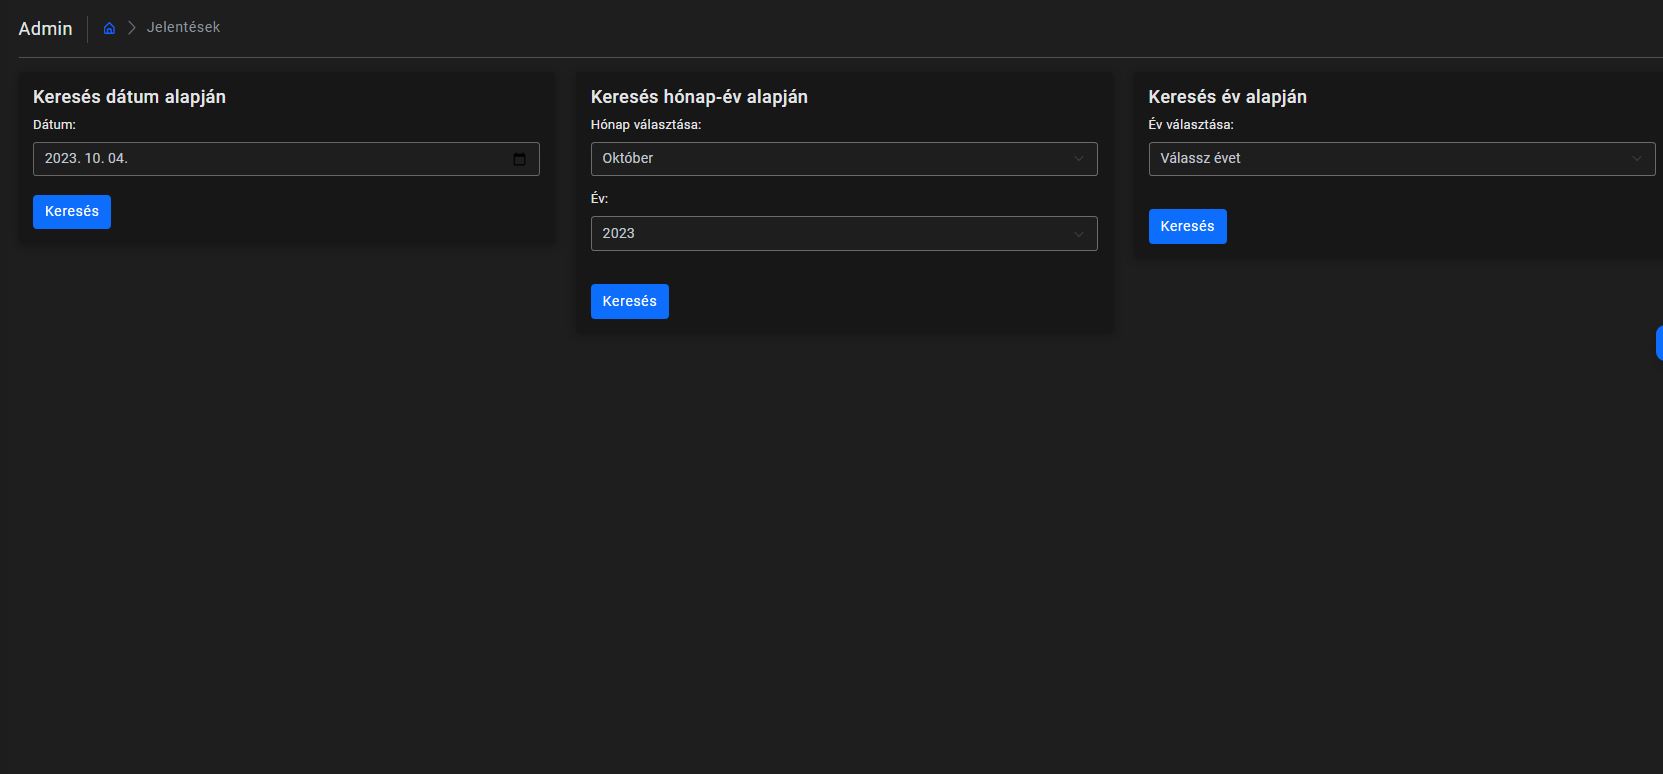 Admin
Jelentések
Keresés dátum alapján
Dátum:
2023. 10. 04.
Keresés
Keresés hónap-év alapján
Hónap választása:
Október
Év:
2023
Keresés
Keresés év alapján
Év választása:
Válassz évet
Keresés